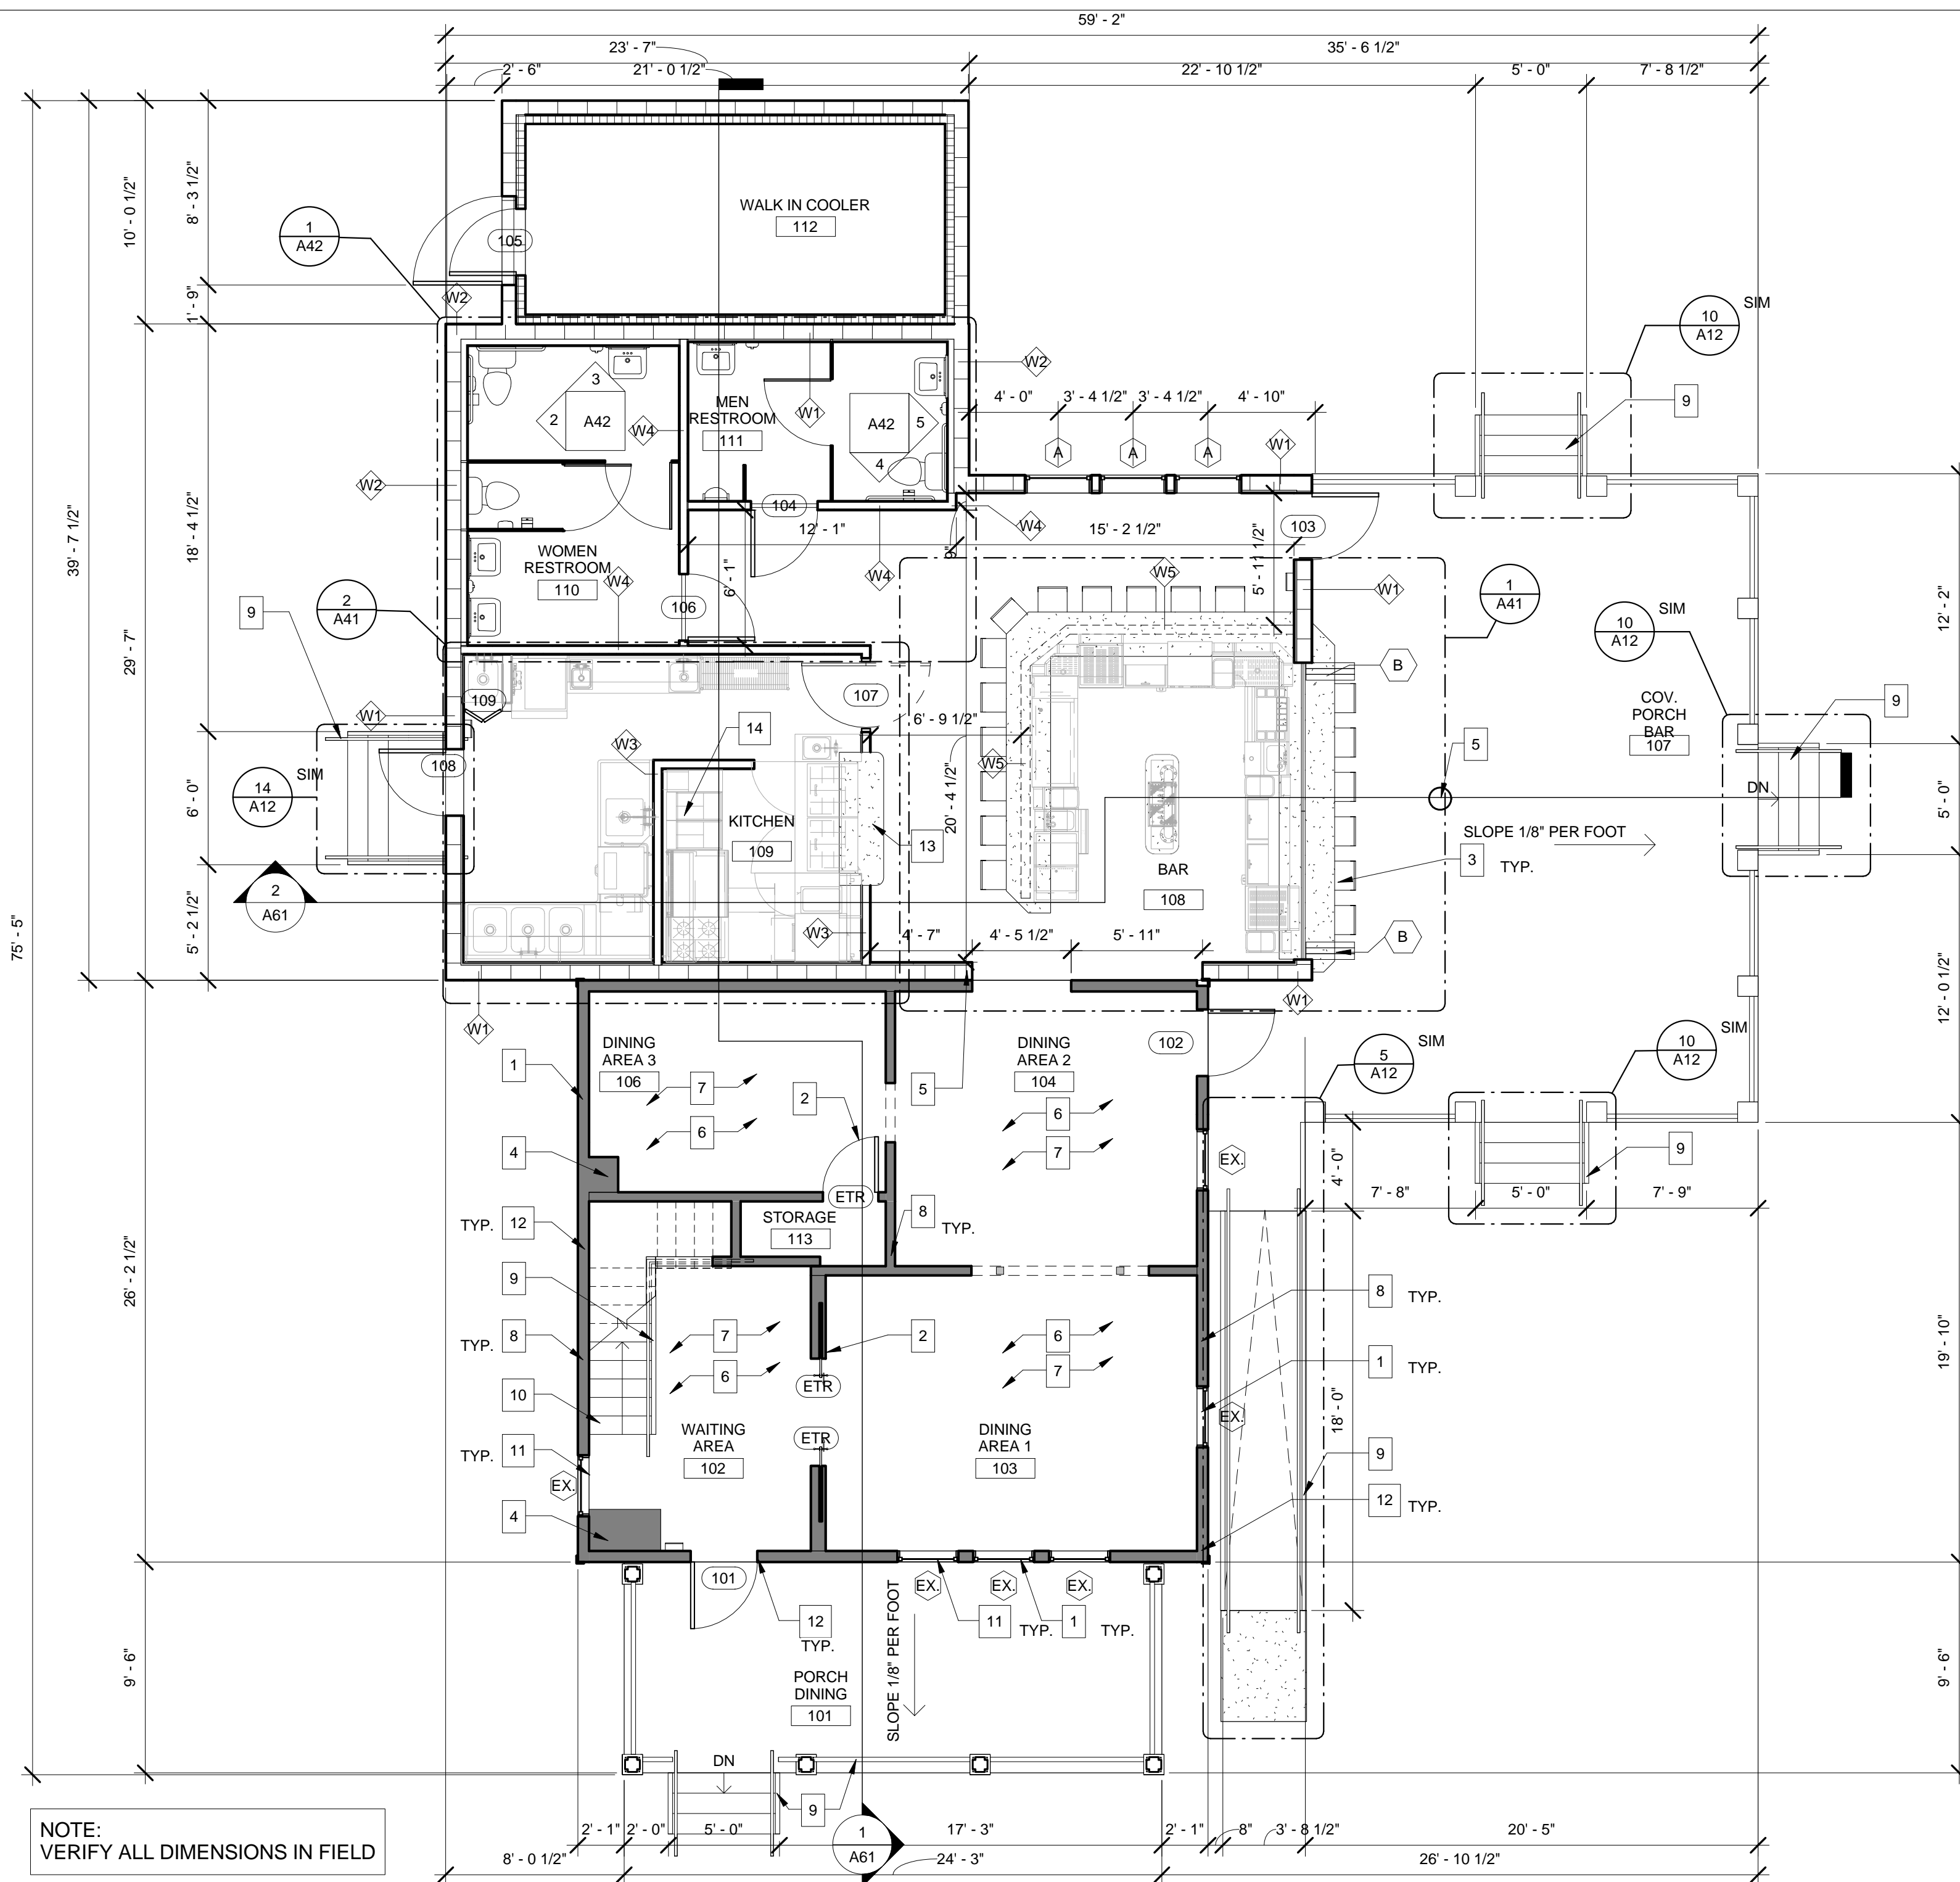 59' - 2"
23' - 7"
35' - 6 1/2"
2' - 6"
21' - 0 1/2"
22' - 10 1/2"
5' - 0"
7' - 8 1/2"
10' - 0 1/2"
8' - 3 1/2"
1' - 9"
1
A42
105
WALK IN COOLER
112
W2
10
A12
SIM
9
3
2
A42
MEN
RESTROOM
111
W1
A42
5
4
W4
W2
4' - 0"
3' - 4 1/2"
3' - 4 1/2"
4' - 10"
A
A
A
W1
W2
104
12' - 1"
W4
15' - 2 1/2"
103
39' - 7 1/2"
18' - 4 1/2"
29' - 7"
WOMEN
RESTROOM
110
W4
6' - 1"
W4
9"
5' - 11 1/2"
W5
W1
1
A41
12' - 2"
2
A41
9
106
10
A12
SIM
B
109
107
6' - 9 1/2"
COV.
PORCH
BAR
107
9
W1
W3
14
W5
5
108
14
A12
SIM
6' - 0"
KITCHEN
109
13
20' - 4 1/2"
DN
5' - 0"
SLOPE 1/8" PER FOOT
3
TYP.
BAR
108
2
A61
5' - 2 1/2"
75' - 5"
W3
4' - 7"
4' - 5 1/2"
5' - 11"
B
W1
W1
12' - 0 1/2"
1
DINING
AREA 3
106
7
6
2
5
DINING
AREA 2
104
6
7
102
5
A12
SIM
10
A12
SIM
4
ETR
EX.
4' - 0"
9
7' - 8"
5' - 0"
7' - 9"
TYP.
12
STORAGE
113
8
TYP.
26' - 2 1/2"
9
TYP.
8
7
6
2
6
7
8
TYP.
1
TYP.
19' - 10"
10
ETR
EX.
18' - 0"
TYP.
11
WAITING
AREA
102
ETR
DINING
AREA 1
103
9
EX.
12
TYP.
4
101
EX.
EX.
EX.
12
TYP.
11
TYP.
1
TYP.
SLOPE 1/8" PER FOOT
9' - 6"
PORCH
DINING
101
9' - 6"
DN
9
NOTE:
VERIFY ALL DIMENSIONS IN FIELD
2' - 1"
2' - 0"
5' - 0"
1
A61
17' - 3"
2' - 1"
8"
3' - 8 1/2"
20' - 5"
8' - 0 1/2"
24' - 3"
26' - 10 1/2"